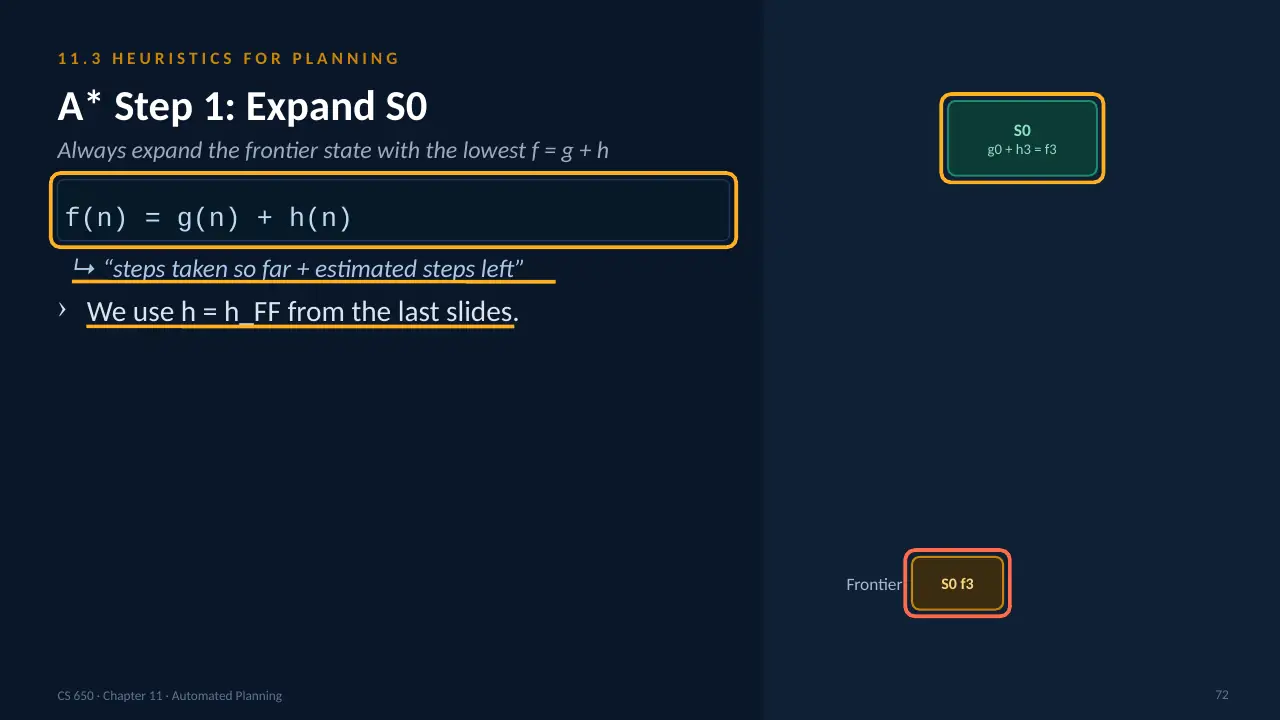 11.3 HEURISTICS FOR PLANNING
A* Step 1: Expand S0
Always expand the frontier state with the lowest f = g + h
f(n) = g(n) + h(n)
↪ “steps taken so far + estimated steps left”
› We use h = h_FF from the last slides.
S0
g0 + h3 = f3
Frontier
S0 f3
CS 650 · Chapter 11 · Automated Planning
72